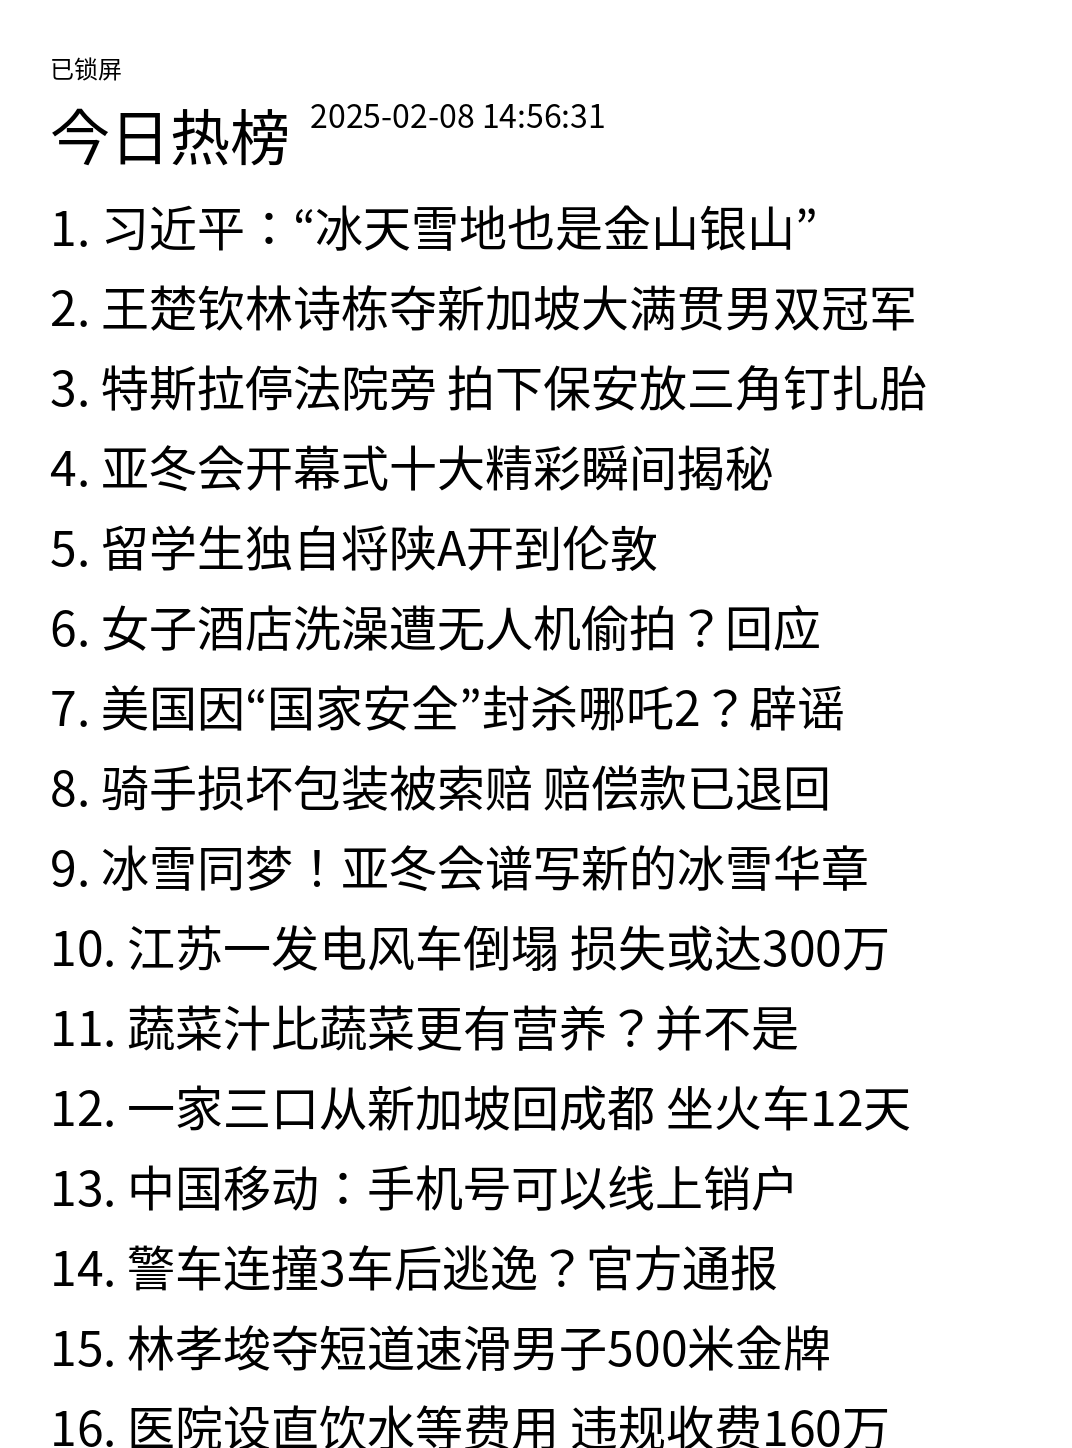 已锁屏
今日热榜 2025-02-08 14:56:31
1. 习近平：“冰天雪地也是金山银山”
2. 王楚钦林诗栋夺新加坡大满贯男双冠军
3. 特斯拉停法院旁 拍下保安放三角钉扎胎
4. 亚冬会开幕式十大精彩瞬间揭秘
5. 留学生独自将陕A开到伦敦
6. 女子酒店洗澡遭无人机偷拍？回应
7. 美国因“国家安全”封杀哪吒2？辟谣
8. 骑手损坏包装被索赔 赔偿款已退回
9. 冰雪同梦！亚冬会谱写新的冰雪华章
10. 江苏一发电风车倒塌 损失或达300万
11. 蔬菜汁比蔬菜更有营养？并不是
12. 一家三口从新加坡回成都 坐火车12天
13. 中国移动：手机号可以线上销户
14. 警车连撞3车后逃逸？官方通报
15. 林孝埈夺短道速滑男子500米金牌
16. 医院设直饮水等费用 违规收费160万